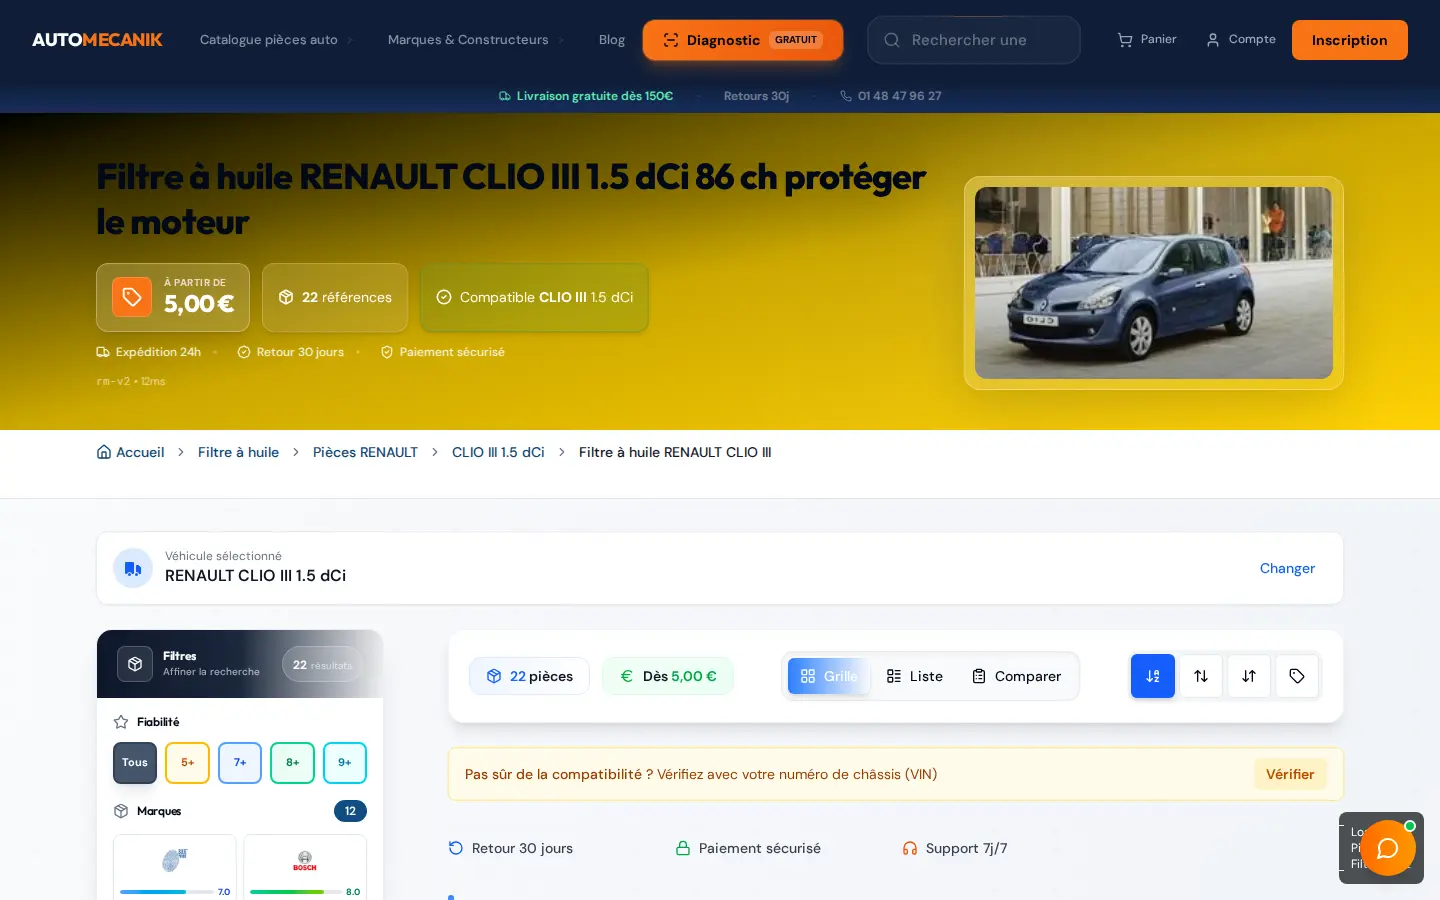 AUTOMECANIK
Catalogue pièces auto
Marques & Constructeurs
Blog
Diagnostic GRATUIT
Rechercher une
Panier
Compte
Inscription
Livraison gratuite dès 150€
Retours 30j
01 48 47 96 27
Filtre à huile RENAULT CLIO III 1.5 dCi 86 ch protéger
le moteur
À PARTIR DE
5,00 €
22 références
Compatible CLIO III 1.5 dCi
Expédition 24h • Retour 30 jours • Paiement sécurisé
rm-v2 • 12ms
Accueil > Filtre à huile > Pièces RENAULT > CLIO III 1.5 dCi > Filtre à huile RENAULT CLIO III
Véhicule sélectionné
RENAULT CLIO III 1.5 dCi
Changer
Filtres
Affiner la recherche
22 résultats
22 pièces
€ Dès 5,00 €
Grille
Liste
Comparer
Fiabilité
Tous
5+
7+
8+
9+
Marques
12
BOSCH
7.0
8.0
Pas sûr de la compatibilité ? Vérifiez avec votre numéro de châssis (VIN)
Vérifier
Retour 30 jours
Paiement sécurisé
Support 7j/7